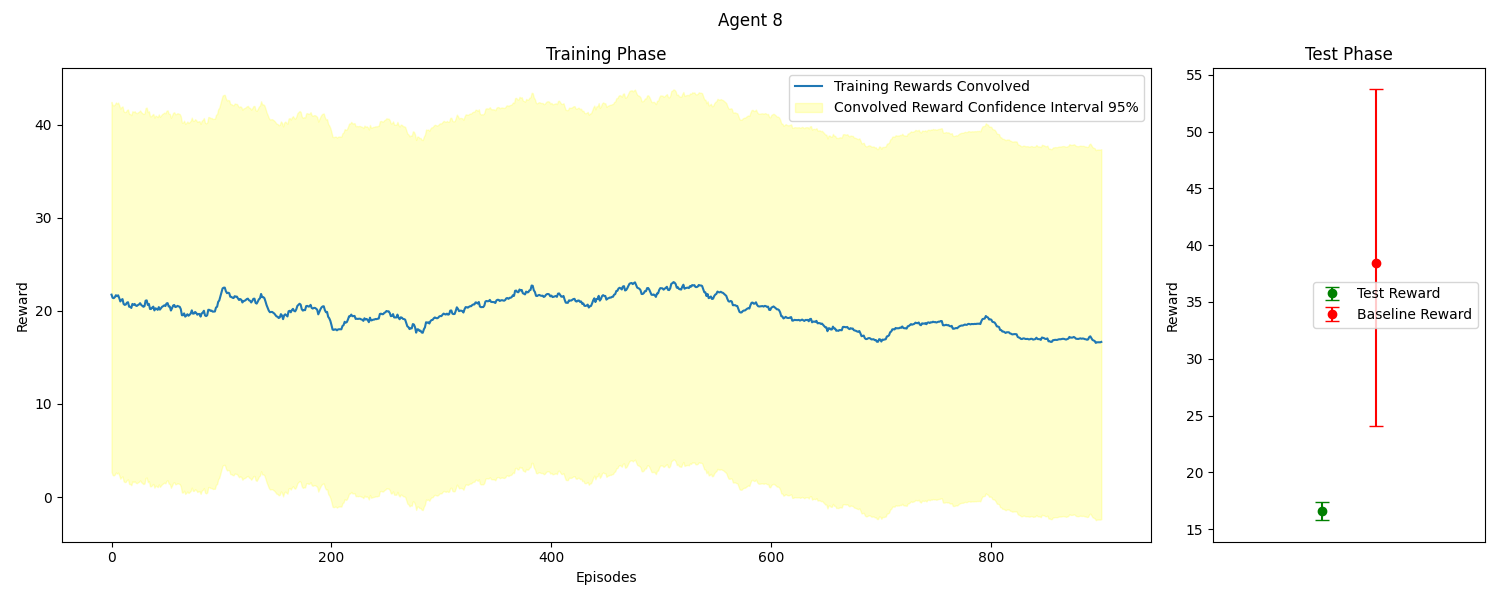 Agent 8
Training Phase
Training Rewards Convolved
Convolved Reward Confidence Interval 95%
Reward
40
30
20
10
0
0 200 400 600 800
Episodes
Test Phase
Reward
55
50
45
40
35
30
25
20
15
Test Reward
Baseline Reward